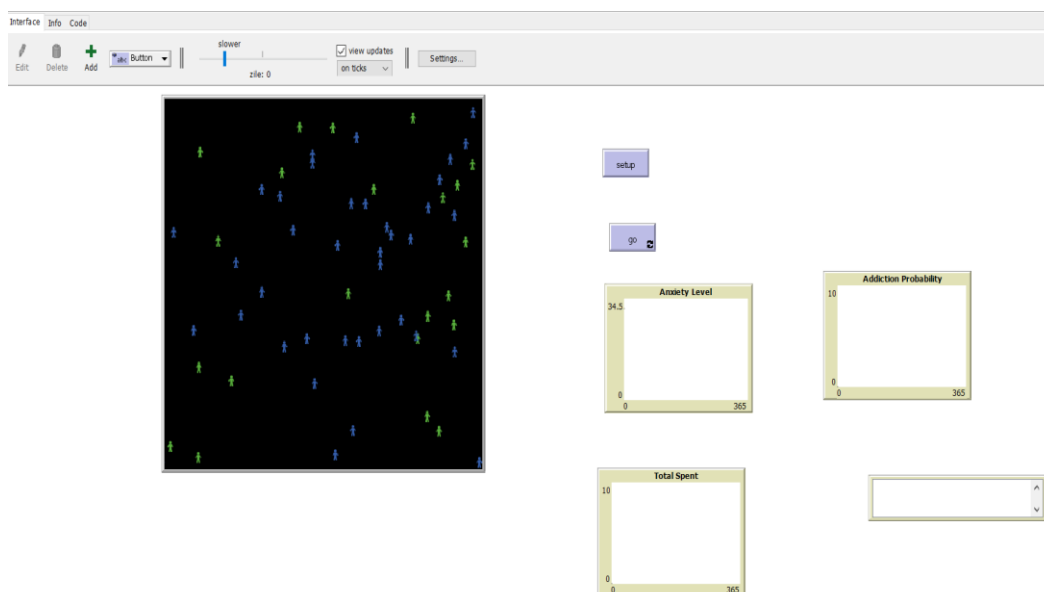 Interface Info Code
Edit Delete Add abc Button slower zile: 0 view updates on ticks Settings...
setup
go
Anxiety Level
34.5
0
0 365
Addiction Probability
10
0
0 365
Total Spent
10
0
0 365